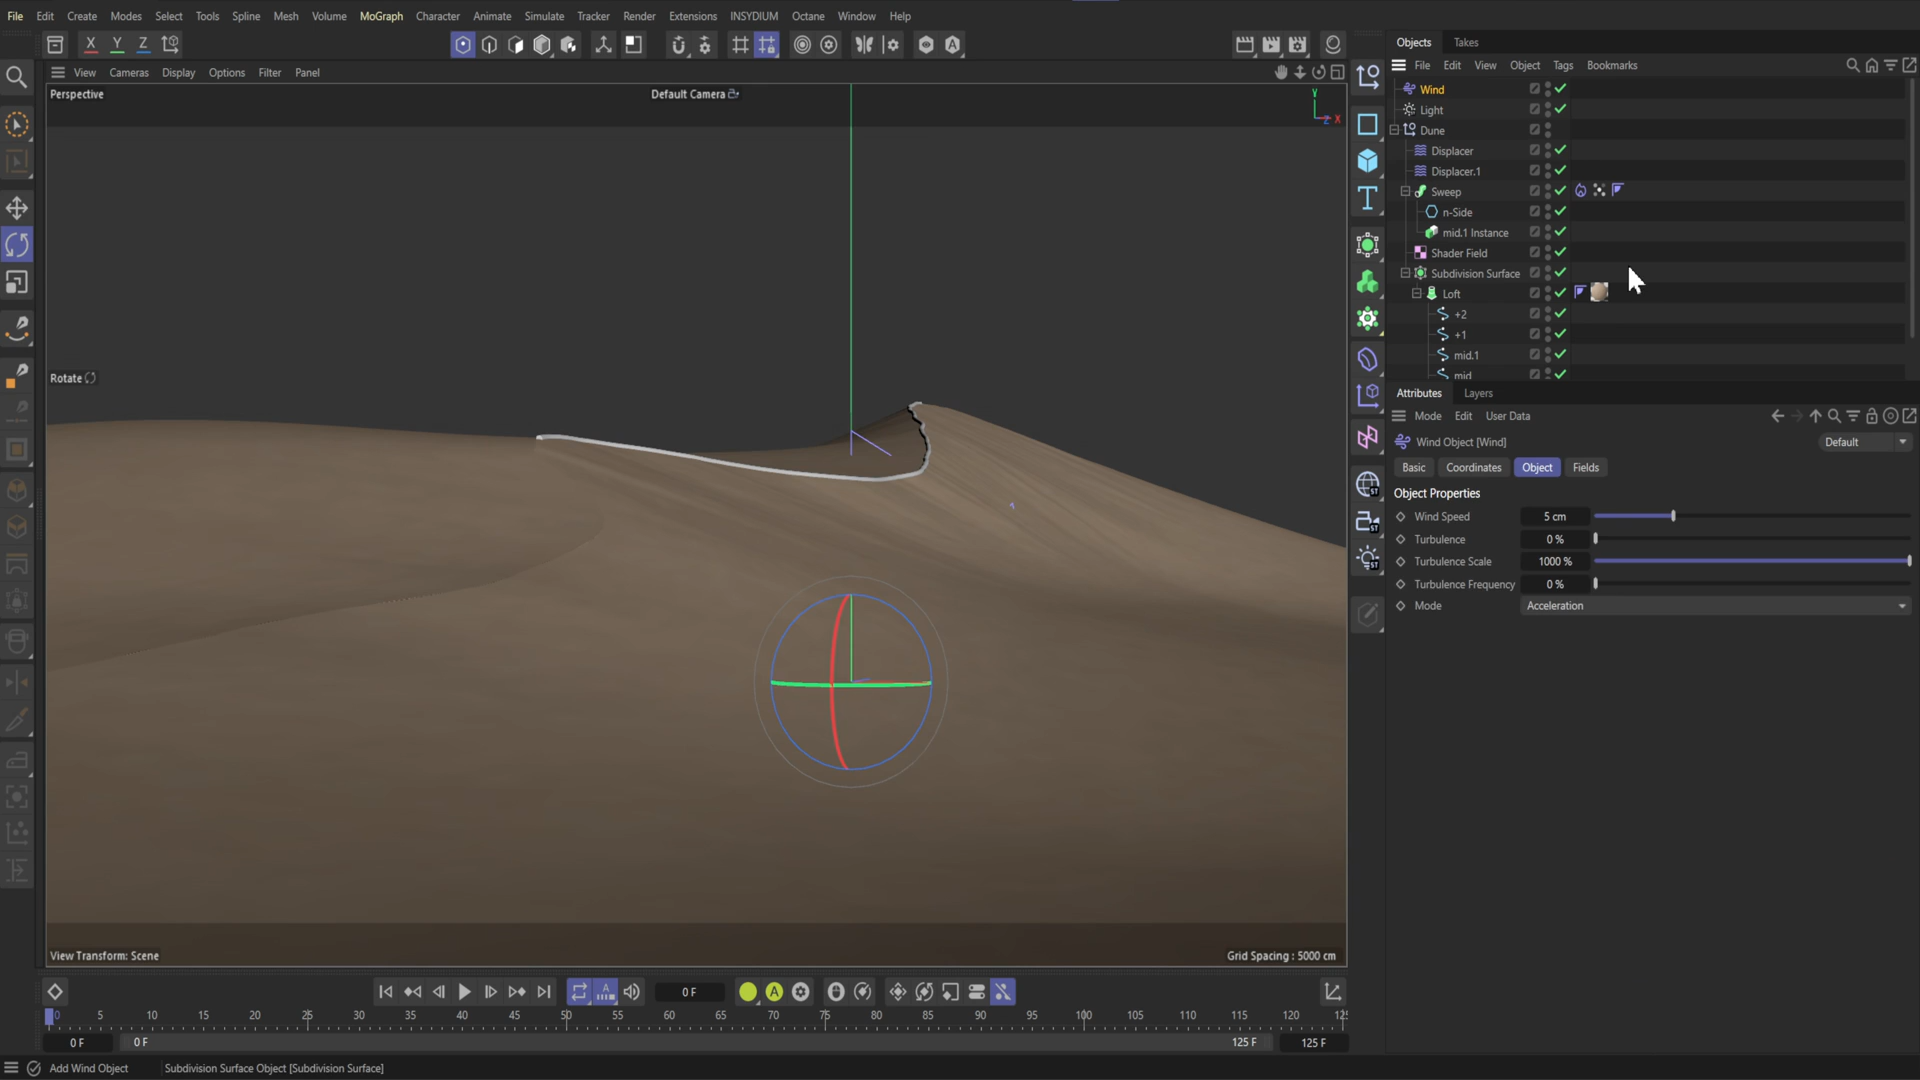 File Edit Create Modes Select Tools Spline Mesh Volume MoGraph Character Animate Simulate Tracker Render Extensions INSYDIUM Octane Window Help
X Y Z
Objects Takes
File Edit View Object Tags Bookmarks
View Cameras Display Options Filter Panel
Perspective
Default Camera
Y
Z X
Wind
Light
Dune
Displacer
Displacer.1
Sweep
n-Side
mid.1 Instance
Shader Field
Subdivision Surface
Loft
+2
+1
mid.1
mid
Rotate
Attributes Layers
Mode Edit User Data
Wind Object [Wind]
Default
Basic Coordinates Object Fields
Object Properties
Wind Speed 5 cm
Turbulence 0 %
Turbulence Scale 1000 %
Turbulence Frequency 0 %
Mode Acceleration
View Transform: Scene
Grid Spacing : 5000 cm
0 F
0 5 10 15 20 25 30 35 40 45 50 55 60 65 70 75 80 85 90 95 100 105 110 115 120
0 F 0 F 125 F 125 F
Add Wind Object Subdivision Surface Object [Subdivision Surface]